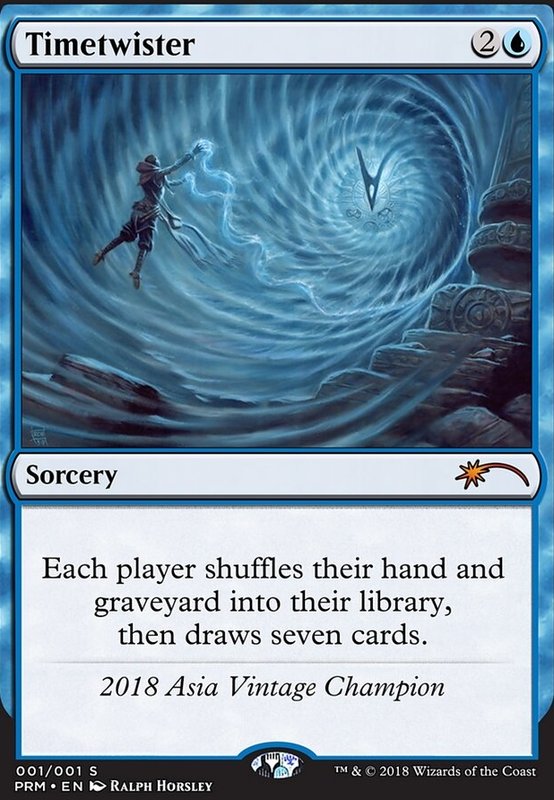 Timetwister
2
Sorcery
Each player shuffles their hand and
graveyard into their library,
then draws seven cards.
2018 Asia Vintage Champion
001/001 S
PRM • EN RALPH HORSLEY
™ & © 2018 Wizards of the Coast